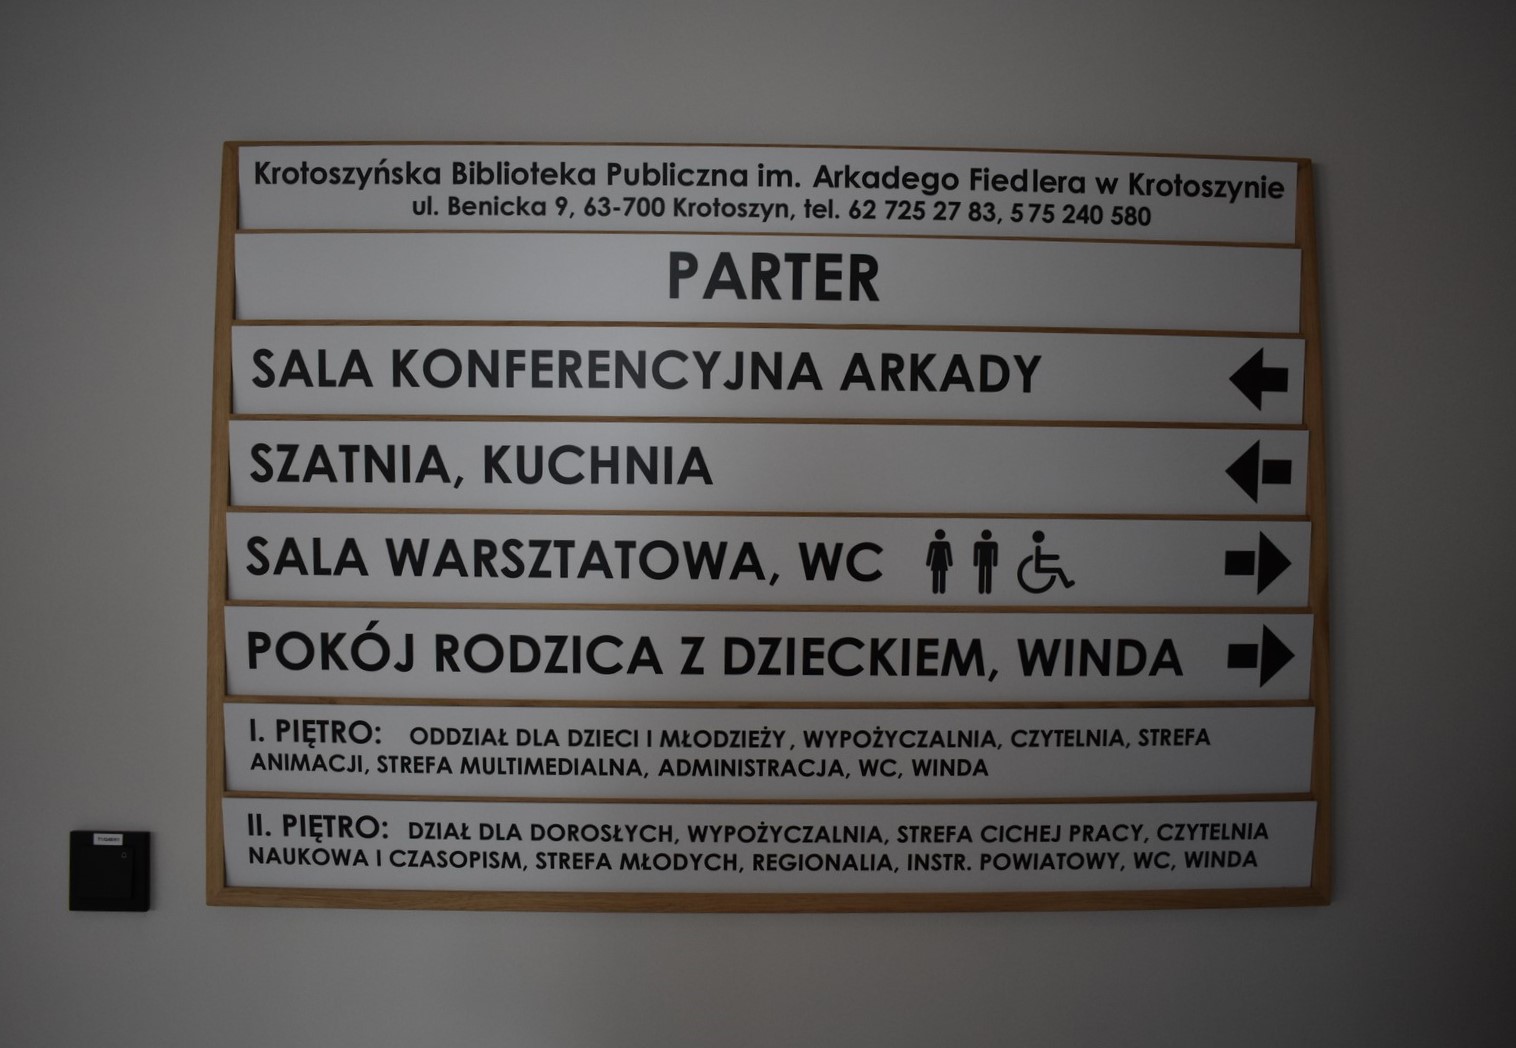 Krotoszyńska Biblioteka Publiczna im. Arkadego Fiedlera w Krotoszynie
ul. Benicka 9, 63-700 Krotoszyn, tel. 62 725 27 83, 575 240 580
PARTER
SALA KONFERENCYJNA ARKADY
SZATNIA, KUCHNIA
SALA WARSZTATOWA, WC
POKÓJ RODZICA Z DZIECKIEM, WINDA
I. PIĘTRO: ODDZIAŁ DLA DZIECI I MŁODZIEŻY, WYPOŻYCZALNIA, CZYTELNIA, STREFA
ANIMACJI, STREFA MULTIMEDIALNA, ADMINISTRACJA, WC, WINDA
II. PIĘTRO: DZIAŁ DLA DOROSŁYCH, WYPOŻYCZALNIA, STREFA CICHEJ PRACY, CZYTELNIA
NAUKOWA I CZASOPISM, STREFA MŁODYCH, REGIONALIA, INSTR. POWIATOWY, WC, WINDA